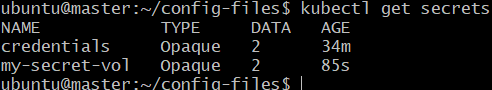 ubuntu@master:~/config-files$ kubectl get secrets
NAME TYPE DATA AGE
credentials Opaque 2 34m
my-secret-vol Opaque 2 85s
ubuntu@master:~/config-files$